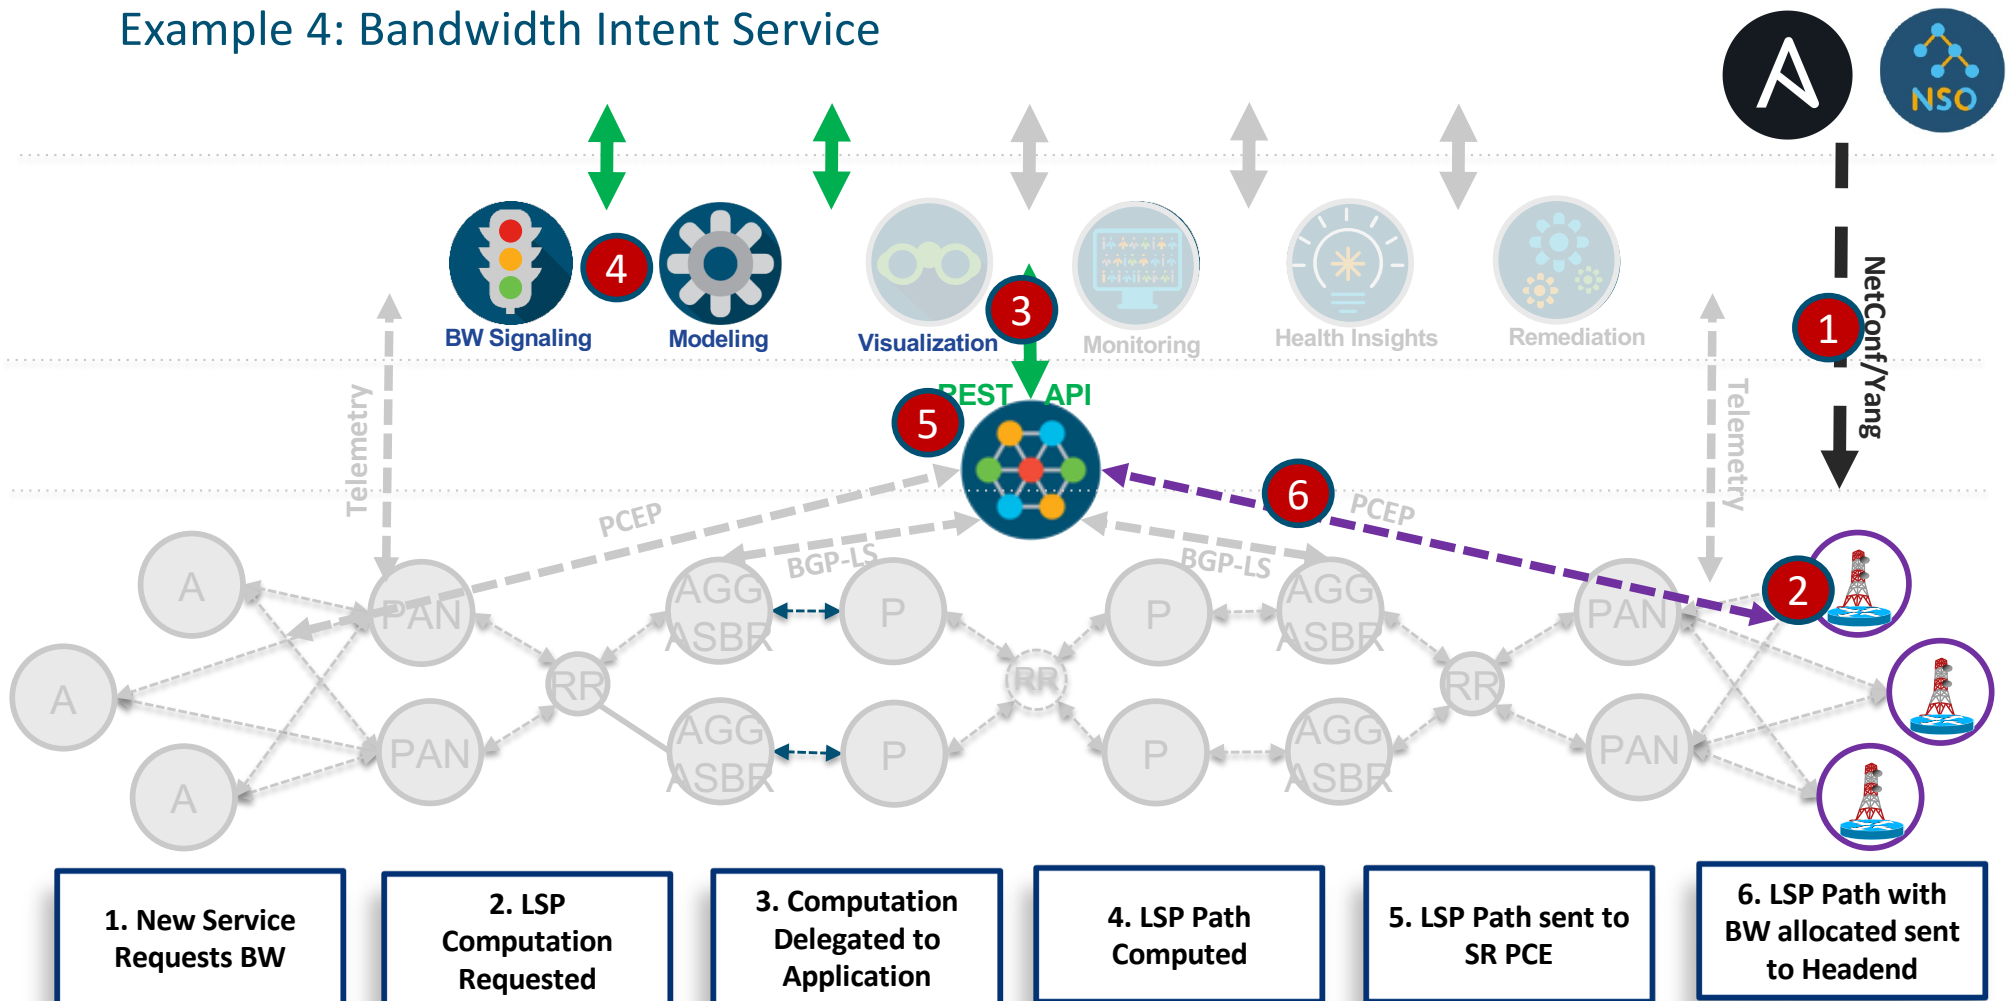 Example 4: Bandwidth Intent Service
NSO
4
3
1
BW Signaling
Modeling
Visualization
Monitoring
Health Insights
Remediation
NetConf/Yang
Telemetry
Telemetry
REST API
5
6
PCEP
PCEP
BGP-LS
BGP-LS
2
A
PAN
AGG
ASBR
P
P
AGG
ASBR
PAN
A
RR
RR
RR
A
PAN
AGG
ASBR
P
P
AGG
ASBR
PAN
1. New Service
Requests BW
2. LSP
Computation
Requested
3. Computation
Delegated to
Application
4. LSP Path
Computed
5. LSP Path sent to
SR PCE
6. LSP Path with
BW allocated sent
to Headend